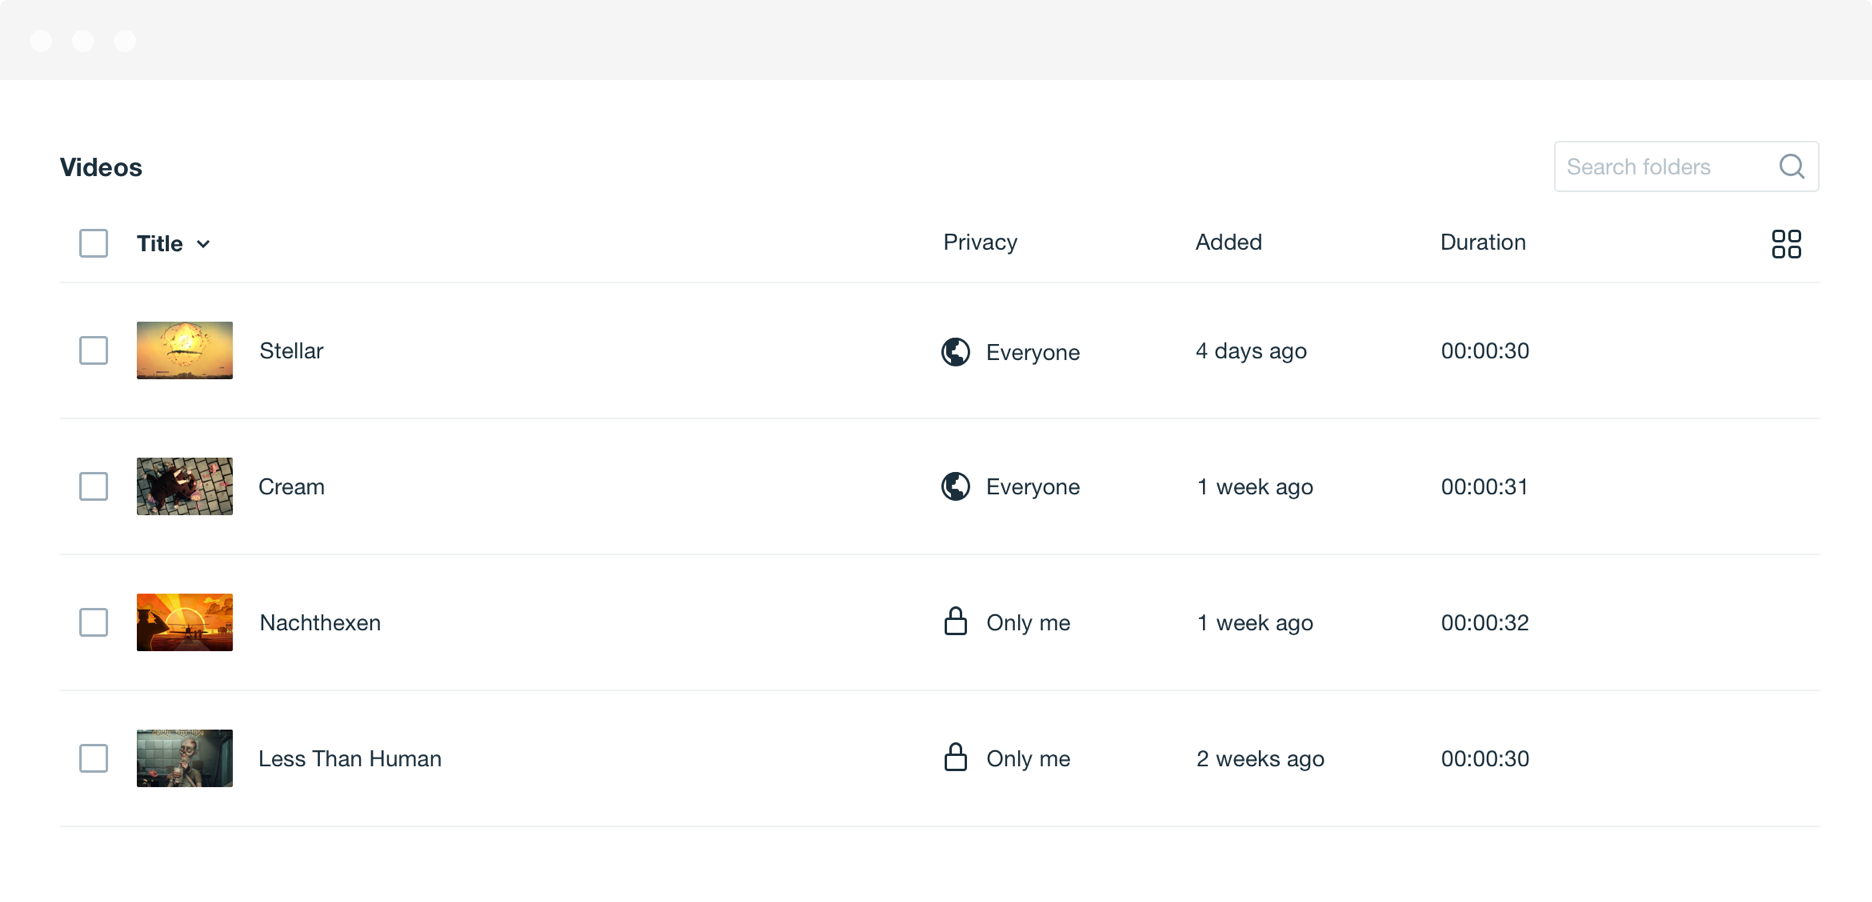 Videos
Search folders
Title
Privacy
Added
Duration
Stellar
Everyone
4 days ago
00:00:30
Cream
Everyone
1 week ago
00:00:31
Nachthexen
Only me
1 week ago
00:00:32
Less Than Human
Only me
2 weeks ago
00:00:30